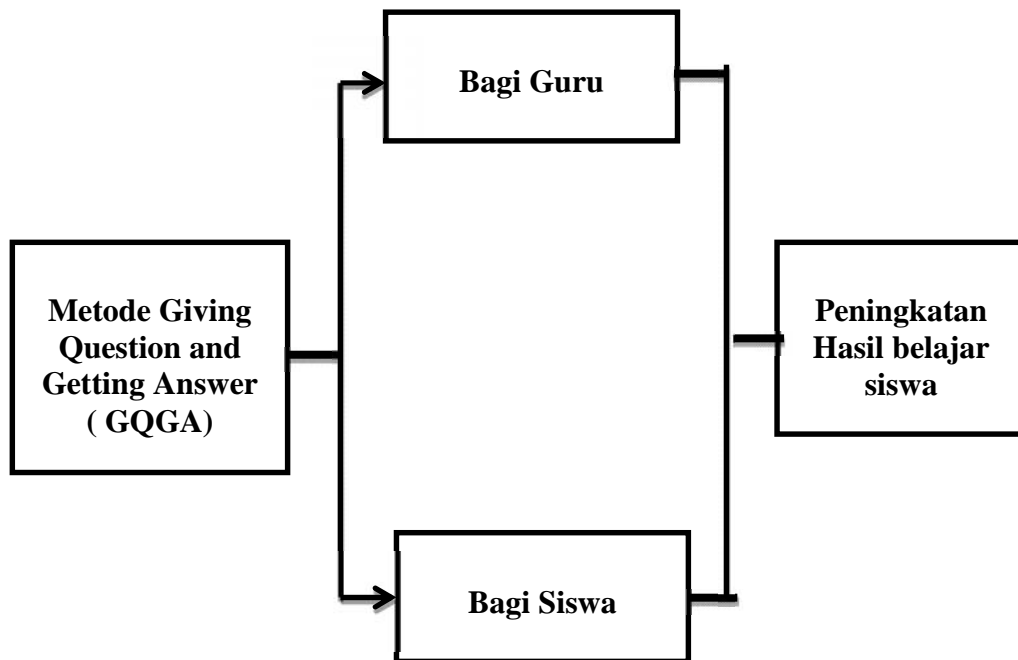 Bagi Guru
Metode Giving
Question and
Getting Answer
( GQGA)
Peningkatan
Hasil belajar
siswa
Bagi Siswa